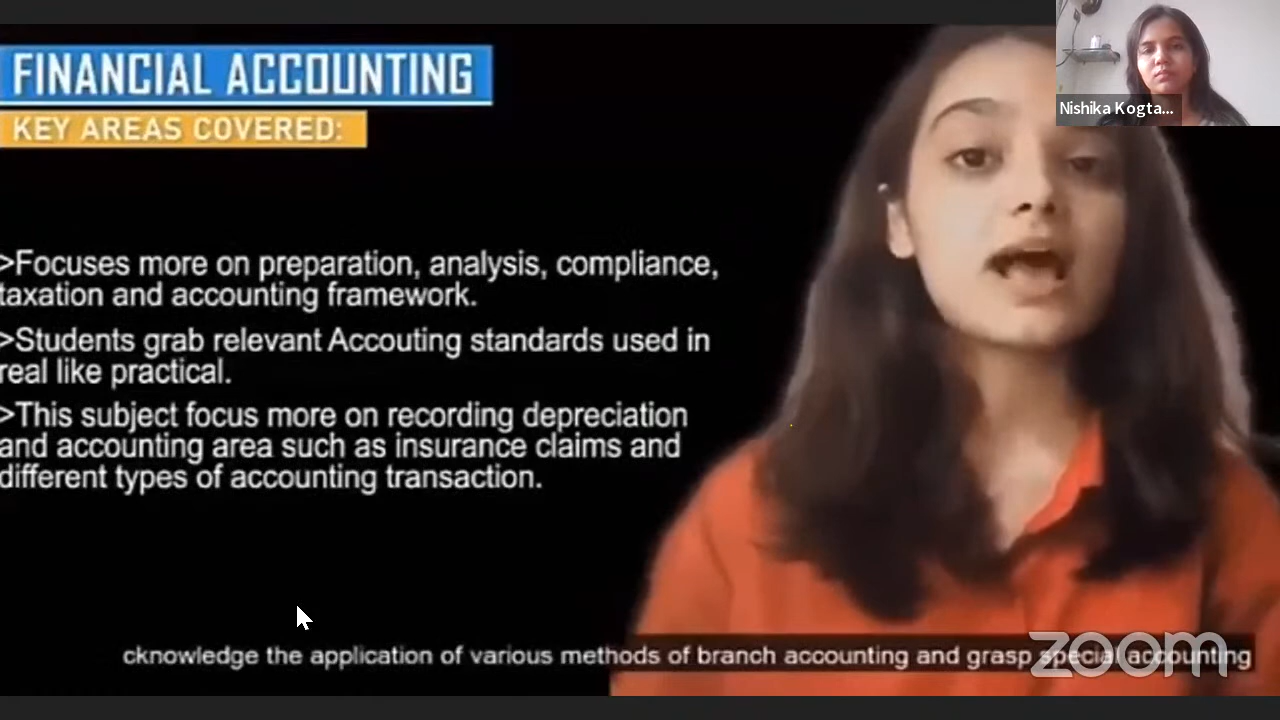 FINANCIAL ACCOUNTING
KEY AREAS COVERED:
Nishika Kogta...
>Focuses more on preparation, analysis, compliance,
taxation and accounting framework.
>Students grab relevant Accouting standards used in
real like practical.
>This subject focus more on recording depreciation
and accounting area such as insurance claims and
different types of accounting transaction.
cknowledge the application of various methods of branch accounting and grasp special accounting
zoom